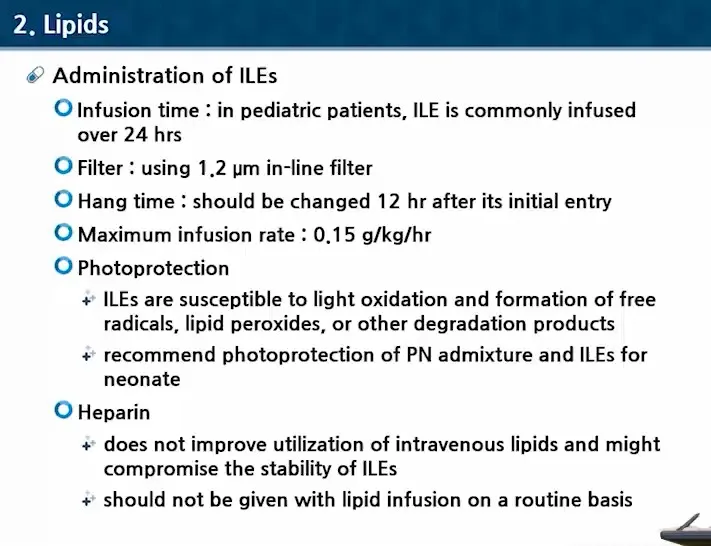 2. Lipids
Administration of ILEs
Infusion time : in pediatric patients, ILE is commonly infused
over 24 hrs
Filter : using 1.2 μm in-line filter
Hang time : should be changed 12 hr after its initial entry
Maximum infusion rate : 0.15 g/kg/hr
Photoprotection
ILEs are susceptible to light oxidation and formation of free
radicals, lipid peroxides, or other degradation products
recommend photoprotection of PN admixture and ILEs for
neonate
Heparin
does not improve utilization of intravenous lipids and might
compromise the stability of ILEs
should not be given with lipid infusion on a routine basis